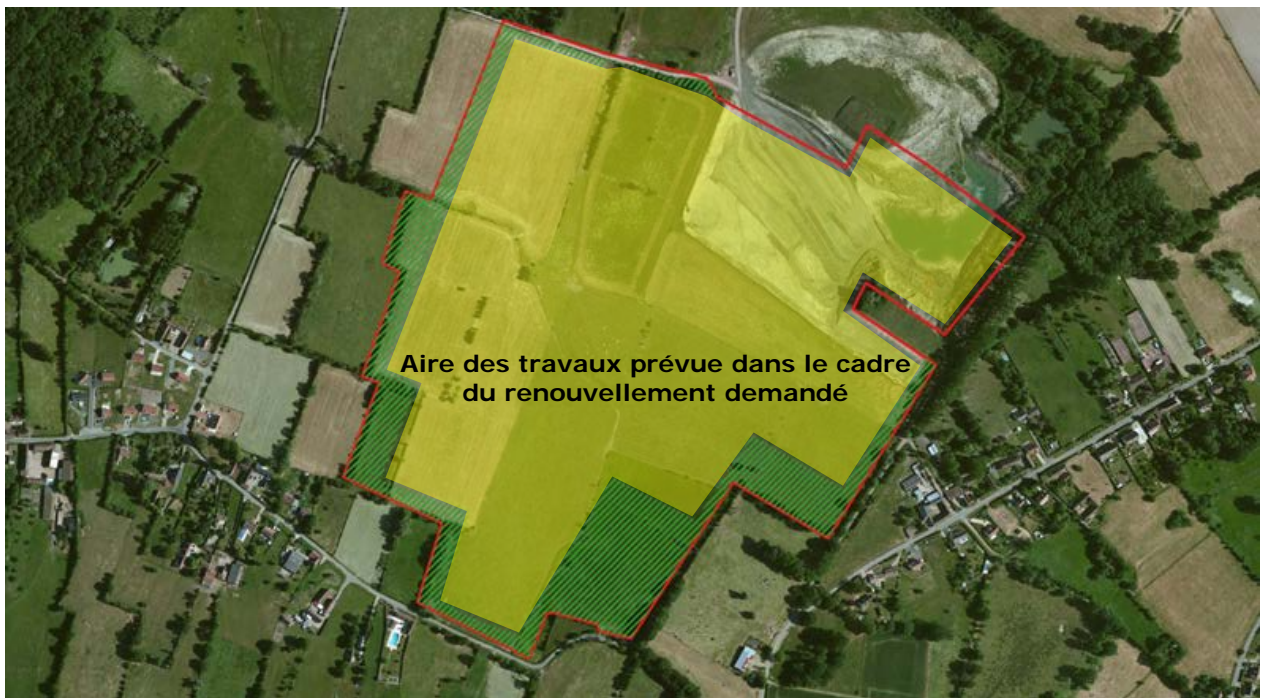 Aire des travaux prévue dans le cadre
du renouvellement demandé